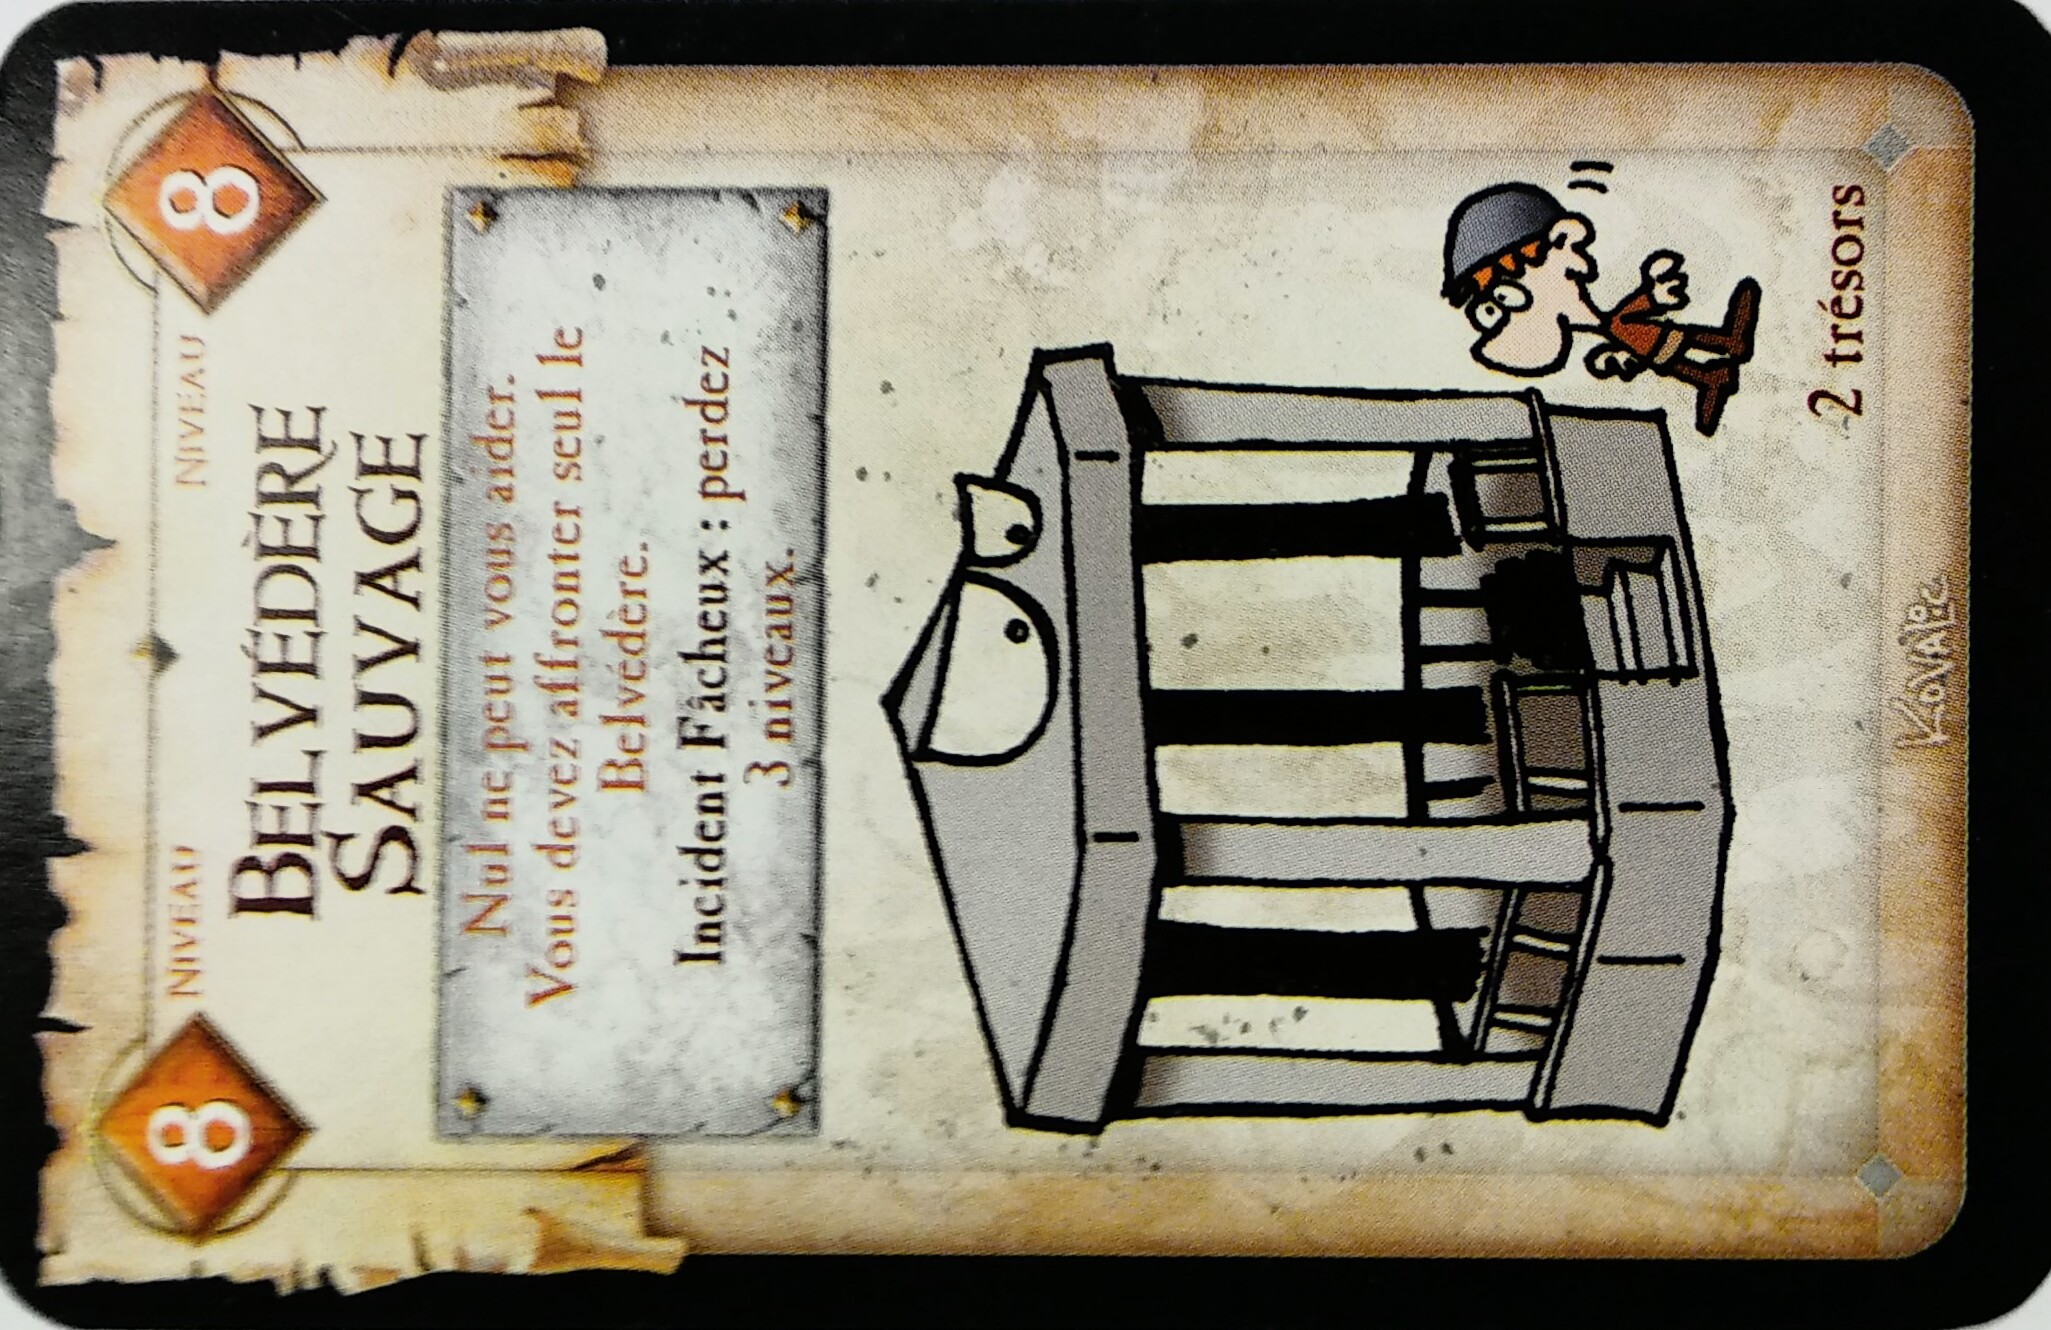 8 Niveau Niveau 8
Belvédère
Sauvage
Nul ne peut vous aider.
Vous devez affronter seul le
Belvédère.
Incident Fâcheux : perdez
3 niveaux.
2 trésors
Kovalic